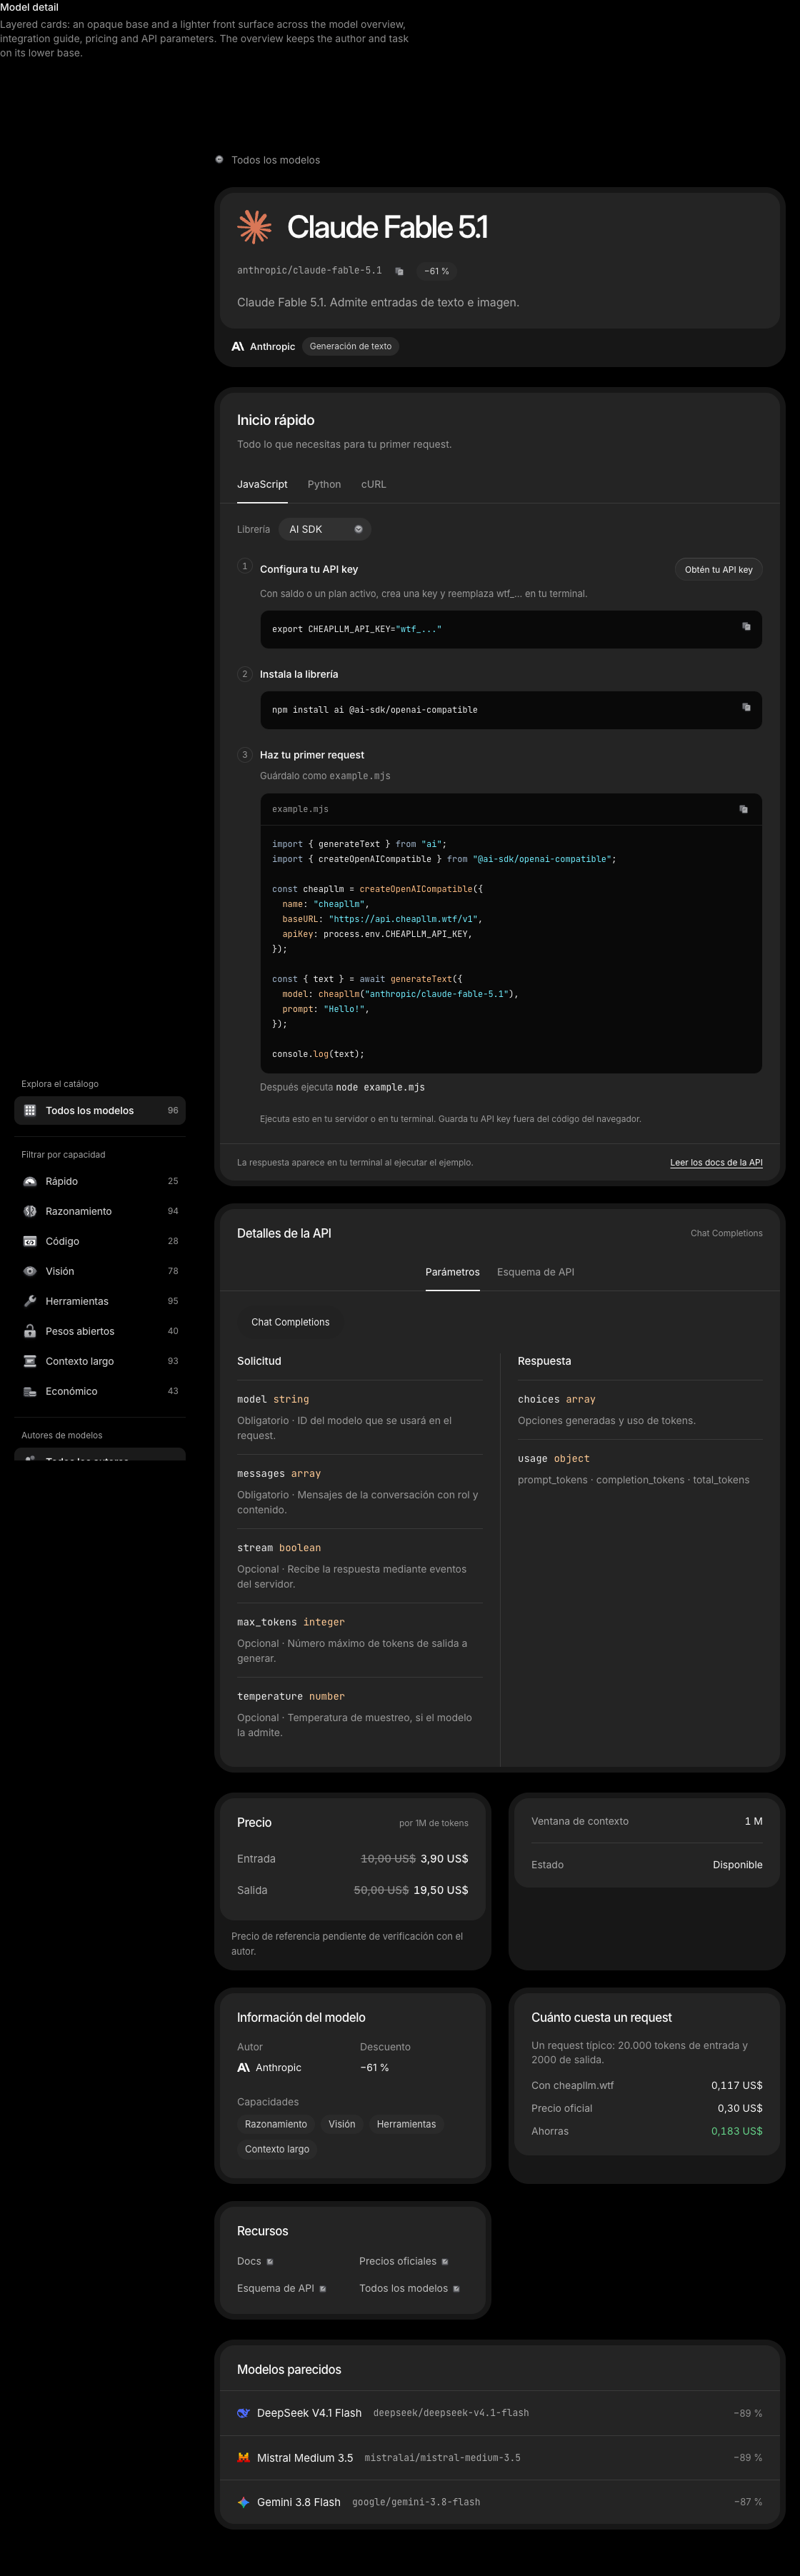 Model detail
Layered cards: an opaque base and a lighter front surface across the model overview,
integration guide, pricing and API parameters. The overview keeps the author and task
on its lower base.
Todos los modelos
Claude Fable 5.1
anthropic/claude-fable-5.1 −61 %
Claude Fable 5.1. Admite entradas de texto e imagen.
Anthropic Generación de texto
Inicio rápido
Todo lo que necesitas para tu primer request.
JavaScript Python cURL
Librería AI SDK
1 Configura tu API key Obtén tu API key
Con saldo o un plan activo, crea una key y reemplaza wtf_... en tu terminal.
export CHEAPLLM_API_KEY="wtf_..."
2 Instala la librería
npm install ai @ai-sdk/openai-compatible
3 Haz tu primer request
Guárdalo como example.mjs
example.mjs
import { generateText } from "ai";
import { createOpenAICompatible } from "@ai-sdk/openai-compatible";
const cheapllm = createOpenAICompatible({
name: "cheapllm",
baseURL: "https://api.cheapllm.wtf/v1",
apiKey: process.env.CHEAPLLM_API_KEY,
});
const { text } = await generateText({
model: cheapllm("anthropic/claude-fable-5.1"),
prompt: "Hello!",
});
console.log(text);
Después ejecuta node example.mjs
Ejecuta esto en tu servidor o en tu terminal. Guarda tu API key fuera del código del navegador.
La respuesta aparece en tu terminal al ejecutar el ejemplo. Leer los docs de la API
Explora el catálogo
Todos los modelos 96
Filtrar por capacidad
Rápido 25
Razonamiento 94
Código 28
Visión 78
Herramientas 95
Pesos abiertos 40
Contexto largo 93
Económico 43
Autores de modelos
Detalles de la API Chat Completions
Parámetros Esquema de API
Chat Completions
Solicitud
model string
Obligatorio · ID del modelo que se usará en el
request.
messages array
Obligatorio · Mensajes de la conversación con rol y
contenido.
stream boolean
Opcional · Recibe la respuesta mediante eventos
del servidor.
max_tokens integer
Opcional · Número máximo de tokens de salida a
generar.
temperature number
Opcional · Temperatura de muestreo, si el modelo
la admite.
Respuesta
choices array
Opciones generadas y uso de tokens.
usage object
prompt_tokens · completion_tokens · total_tokens
Precio por 1M de tokens
Entrada 10,00 US$ 3,90 US$
Salida 50,00 US$ 19,50 US$
Precio de referencia pendiente de verificación con el
autor.
Ventana de contexto 1 M
Estado Disponible
Información del modelo
Autor Descuento
Anthropic −61 %
Capacidades
Razonamiento Visión Herramientas
Contexto largo
Cuánto cuesta un request
Un request típico: 20.000 tokens de entrada y
2000 de salida.
Con cheapllm.wtf 0,117 US$
Precio oficial 0,30 US$
Ahorras 0,183 US$
Recursos
Docs Precios oficiales
Esquema de API Todos los modelos
Modelos parecidos
DeepSeek V4.1 Flash deepseek/deepseek-v4.1-flash −89 %
Mistral Medium 3.5 mistralai/mistral-medium-3.5 −89 %
Gemini 3.8 Flash google/gemini-3.8-flash −87 %